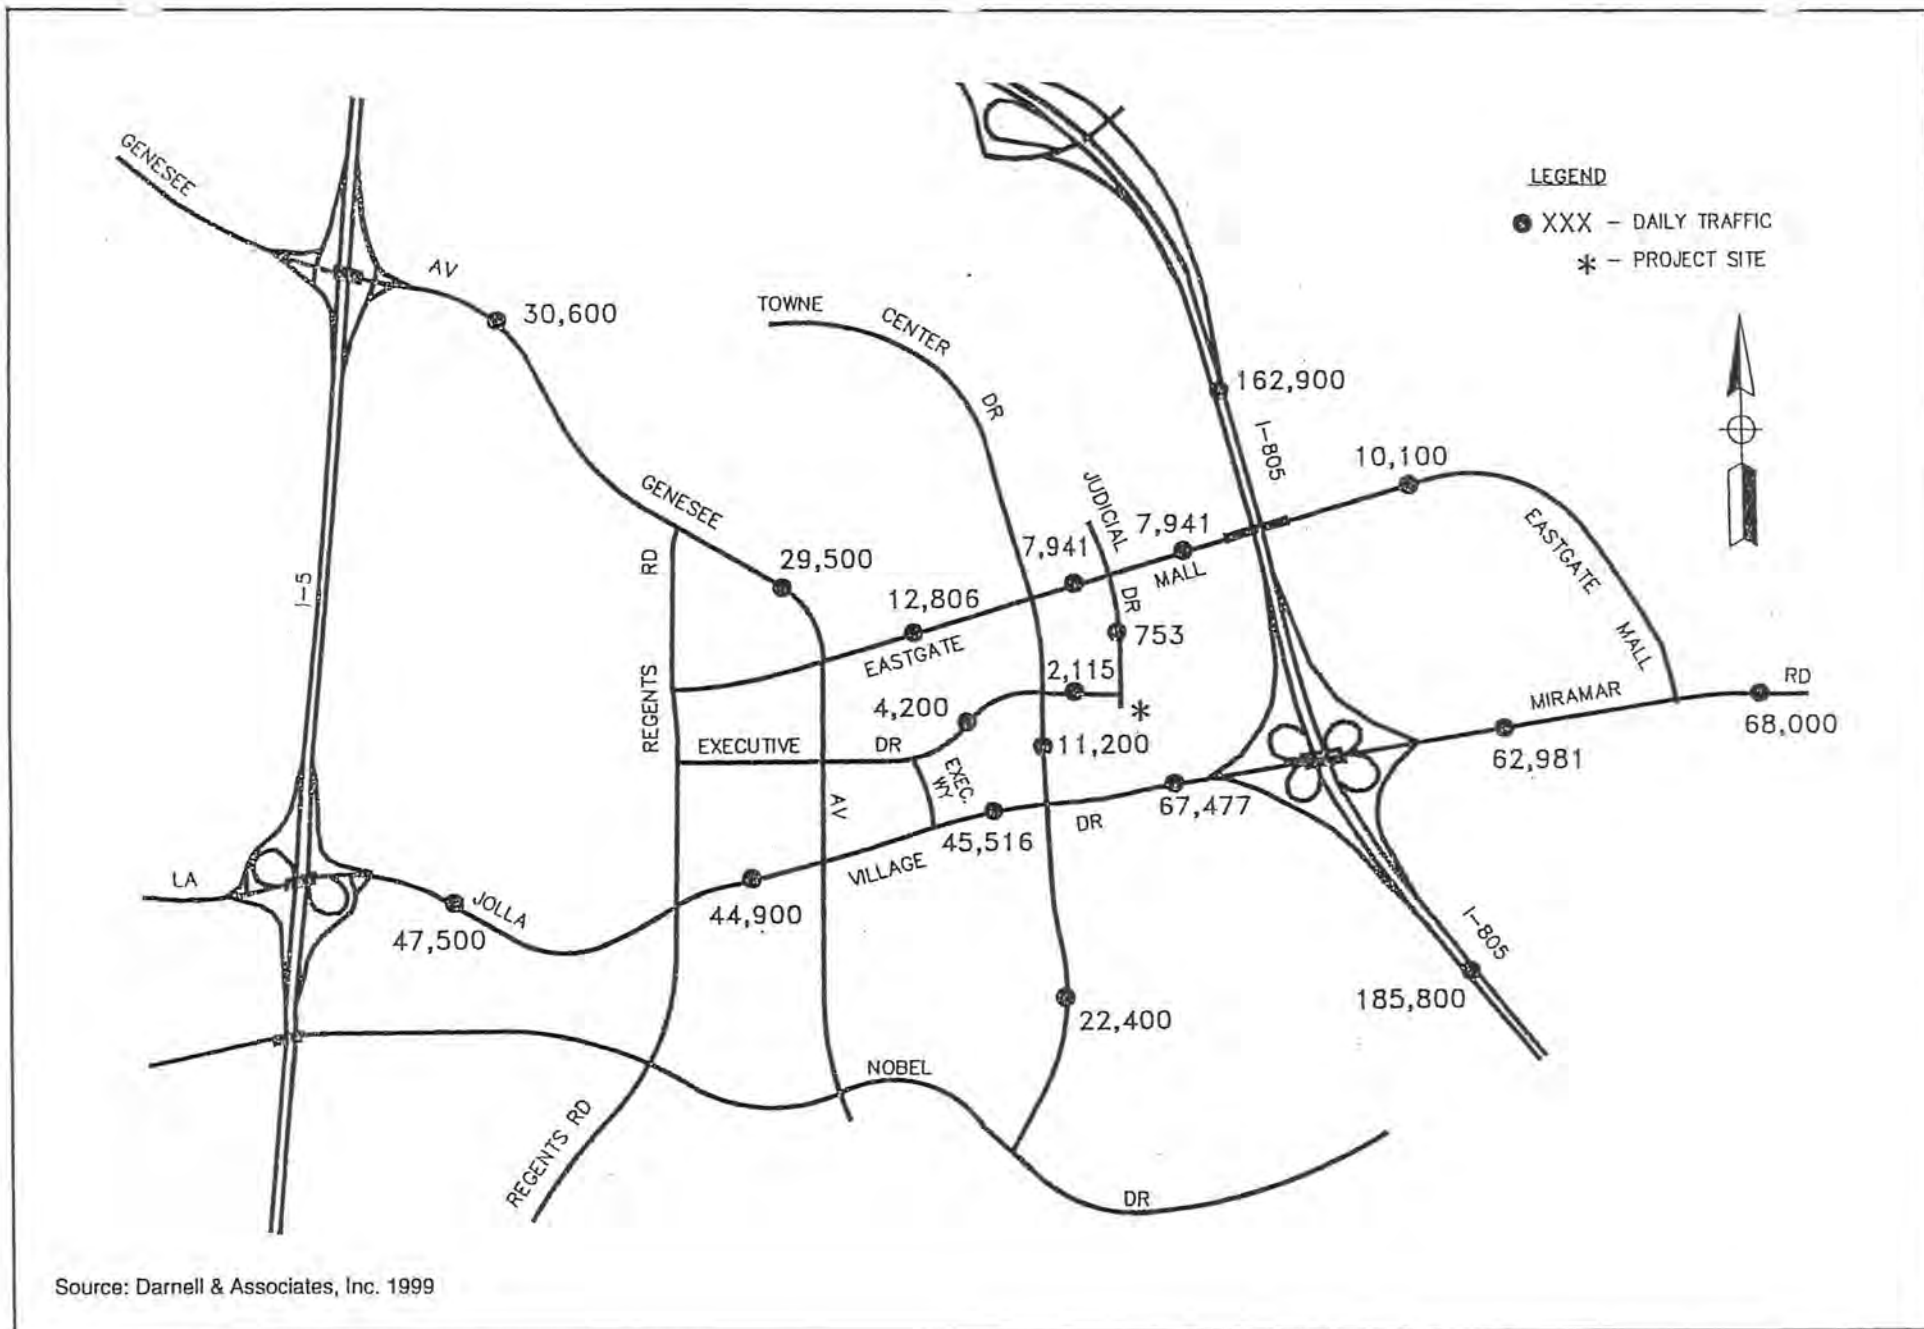 GENESEE
AV
30,600
TOWNE
CENTER
DR
LEGEND
XXX – DAILY TRAFFIC
* – PROJECT SITE
162,900
I-805
10,100
JUDICIAL
DR
7,941
7,941
MALL
EASTGATE
MALL
GENESEE
29,500
RD
REGENTS
12,806
EASTGATE
753
2,115
4,200
*
I-5
EXECUTIVE
DR
11,200
EXEC.
WY
AV
MIRAMAR
RD
68,000
62,981
67,477
DR
45,516
VILLAGE
LA
JOLLA
47,500
44,900
I-805
185,800
22,400
NOBEL
DR
REGENTS RD
Source: Darnell & Associates, Inc. 1999